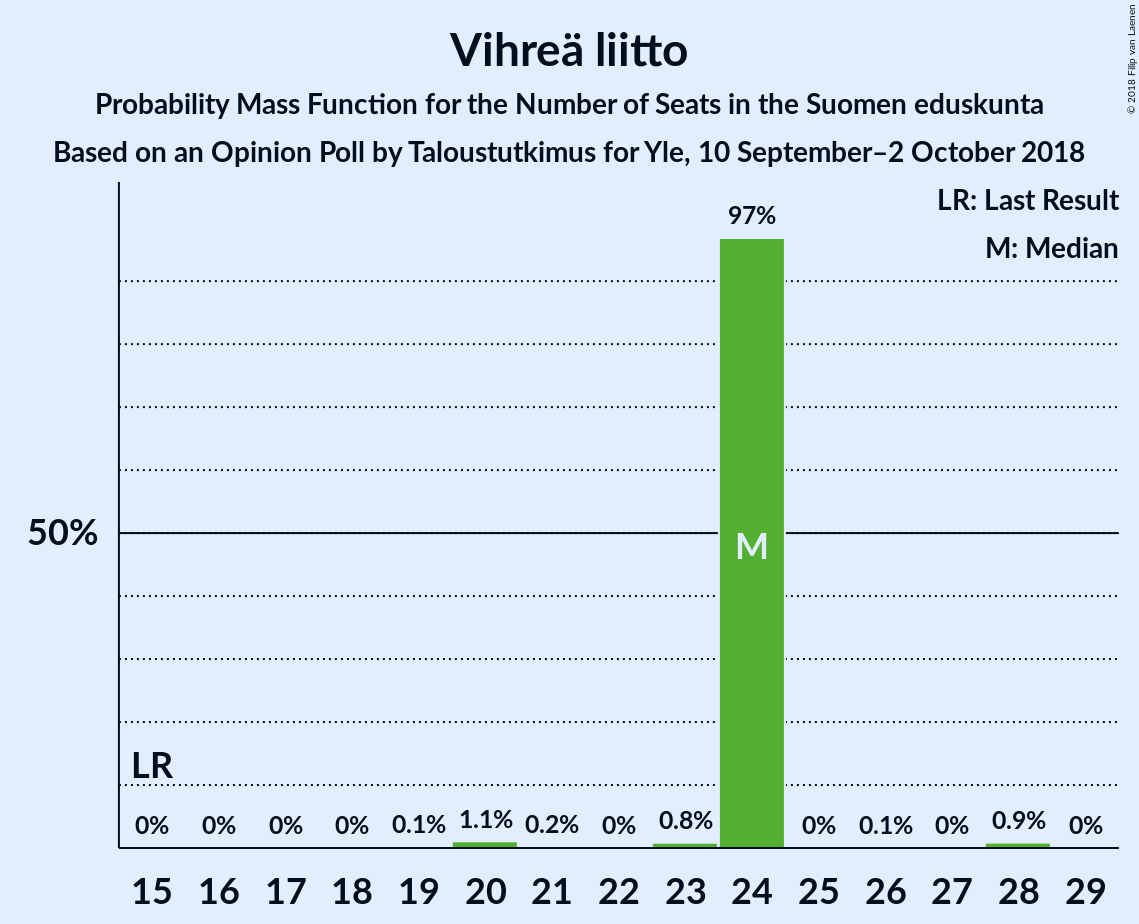 Vihreä liitto
Probability Mass Function for the Number of Seats in the Suomen eduskunta
Based on an Opinion Poll by Taloustutkimus for Yle, 10 September–2 October 2018
© 2018 Filip van Laenen
LR: Last Result
M: Median
97%
50%
M
LR
0% 0% 0% 0% 0.1% 1.1% 0.2% 0% 0.8% 0% 0.1% 0% 0.9% 0%
15 16 17 18 19 20 21 22 23 24 25 26 27 28 29